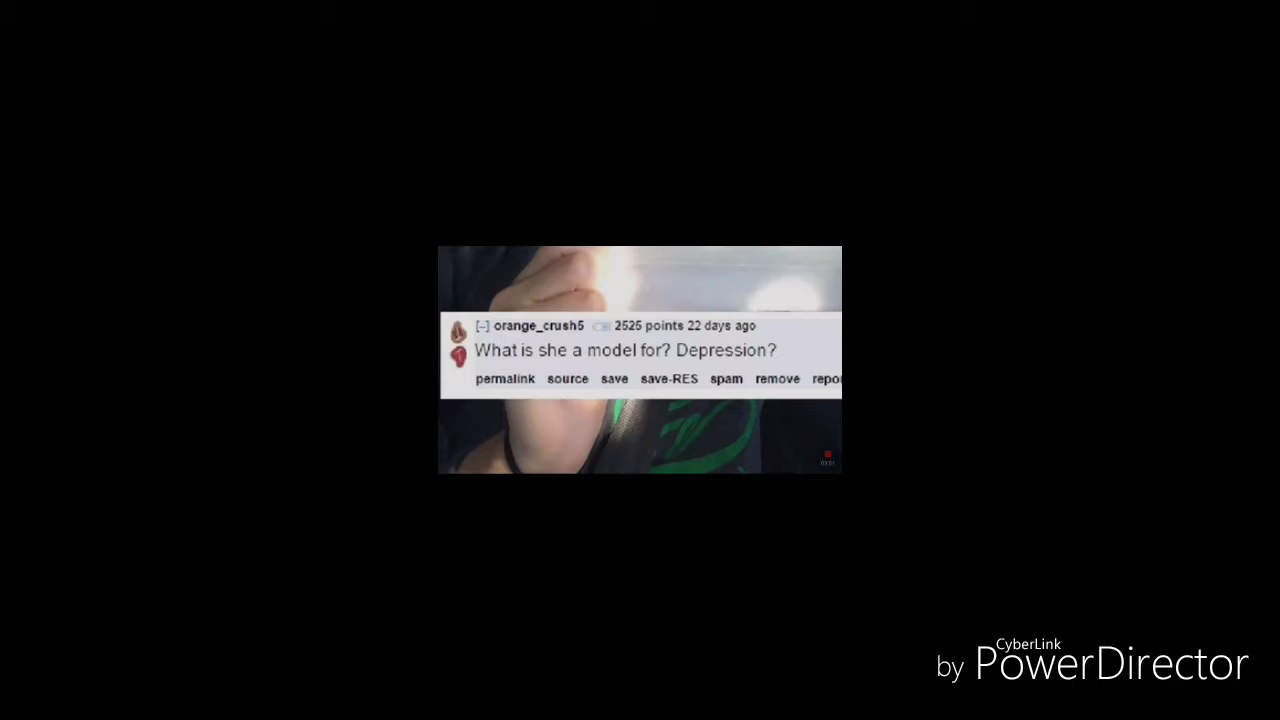 [–] orange_crush5 2525 points 22 days ago
What is she a model for? Depression?
permalink source save save-RES spam remove repor
CyberLink
by PowerDirector